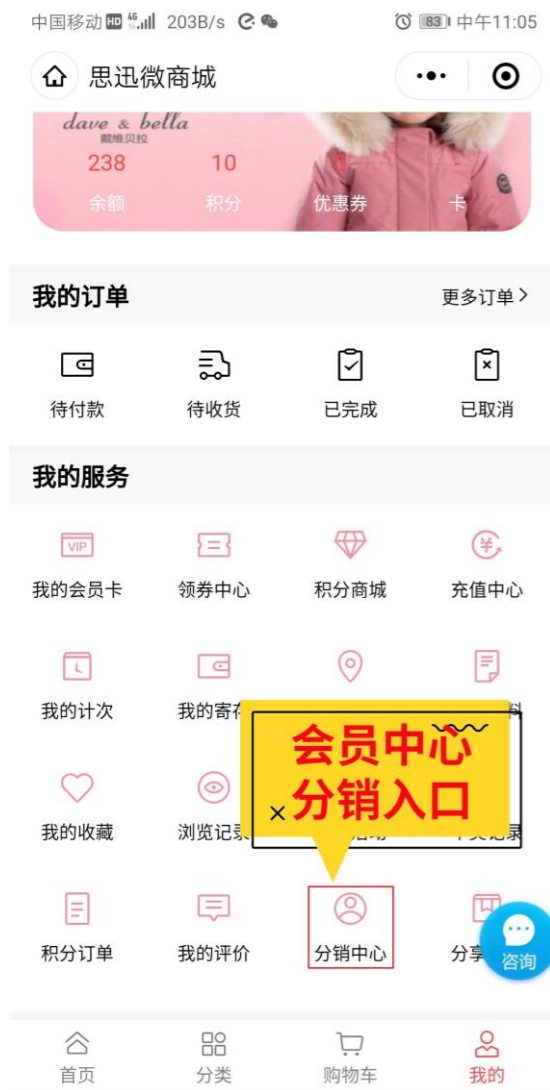 中国移动 HD 4G 203B/s 83 中午11:05
思迅微商城
dave & bella
戴维贝拉
238 10 0
余额 积分 优惠券 卡
我的订单 更多订单
待付款 待收货 已完成 已取消
我的服务
VIP
我的会员卡 领券中心 积分商城 充值中心
我的计次 我的寄存
会员中心
分销入口
我的收藏 浏览记录
积分订单 我的评价 分销中心 分享
咨询
首页 分类 购物车 我的